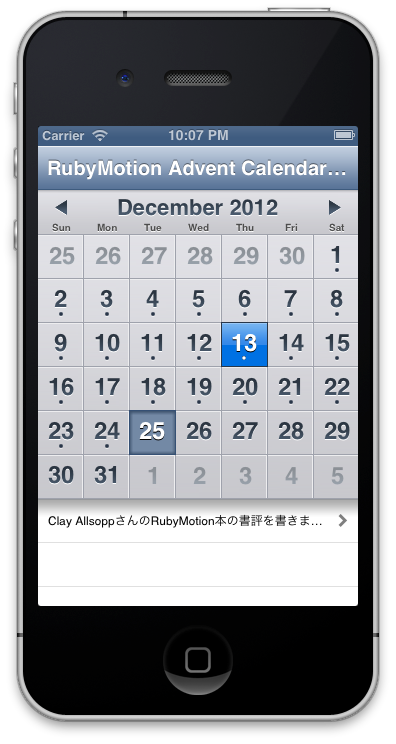 Carrier 10:07 PM
RubyMotion Advent Calendar...
December 2012
Sun Mon Tue Wed Thu Fri Sat
25 26 27 28 29 30 1
2 3 4 5 6 7 8
9 10 11 12 13 14 15
16 17 18 19 20 21 22
23 24 25 26 27 28 29
30 31 1 2 3 4 5
Clay AllsoppさんのRubyMotion本の書評を書きま...